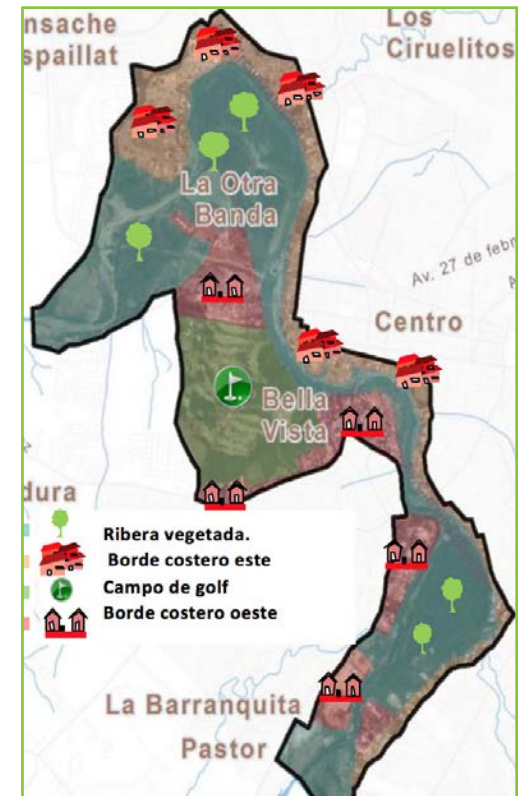 nsache
spaillat
Los
Ciruelitos
La Otra
Banda
Av. 27 de febr
Centro
Bella
Vista
dura
Ribera vegetada.
Borde costero este
Campo de golf
Borde costero oeste
La Barranquita
Pastor